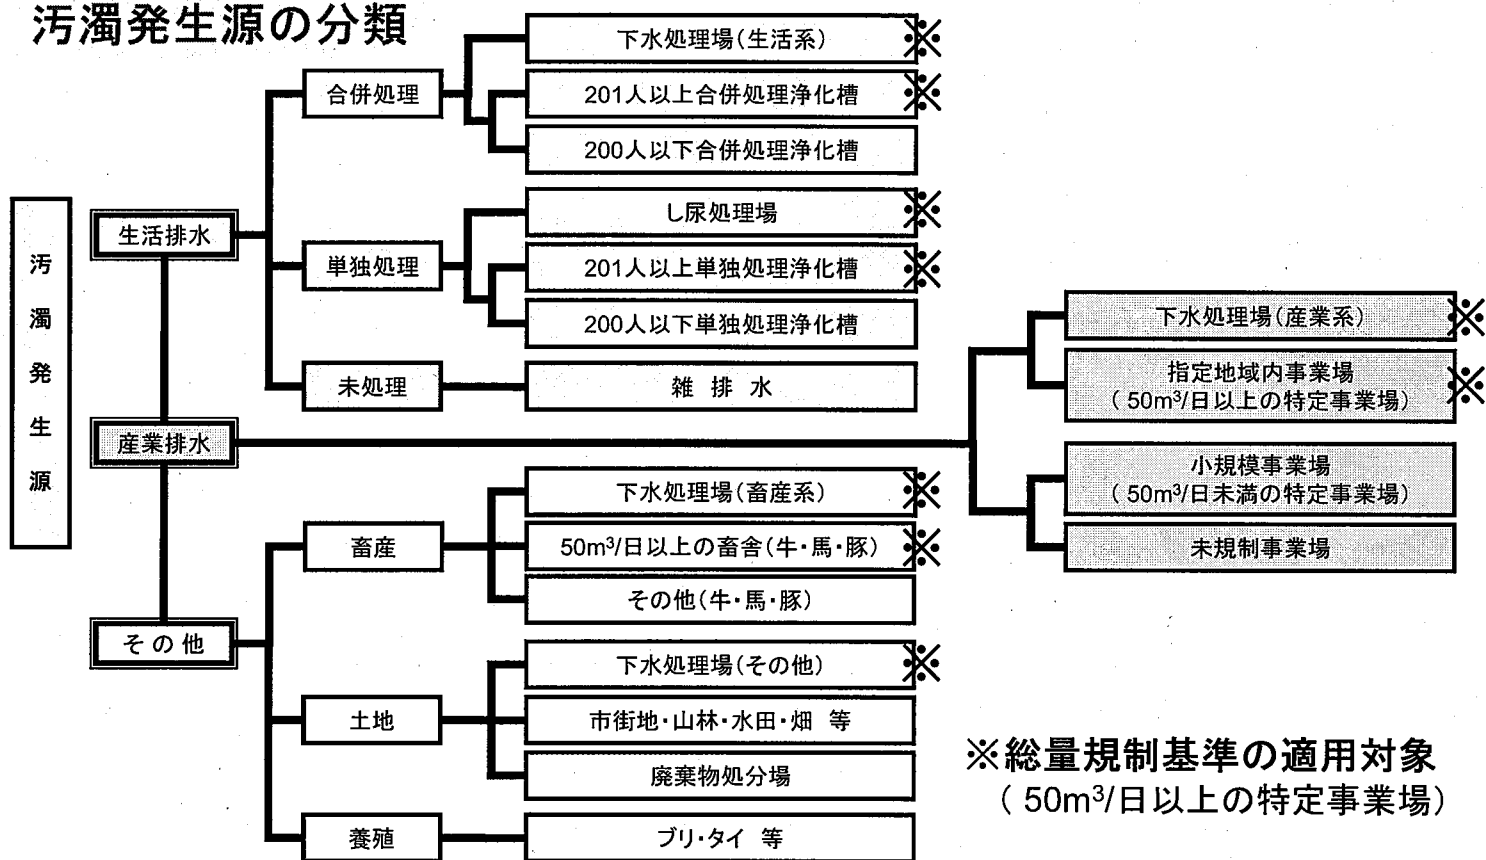 汚濁発生源の分類
汚濁発生源
生活排水
合併処理
下水処理場（生活系）※
201人以上合併処理浄化槽※
200人以下合併処理浄化槽
単独処理
し尿処理場※
201人以上単独処理浄化槽※
200人以下単独処理浄化槽
未処理
雑 排 水
産業排水
下水処理場（産業系）※
指定地域内事業場※
（ 50m³/日以上の特定事業場）
小規模事業場
（ 50m³/日未満の特定事業場）
未規制事業場
その他
畜産
下水処理場（畜産系）※
50m³/日以上の畜舎（牛・馬・豚）※
その他（牛・馬・豚）
土地
下水処理場（その他）※
市街地・山林・水田・畑 等
廃棄物処分場
養殖
ブリ・タイ 等
※総量規制基準の適用対象
（ 50m³/日以上の特定事業場）